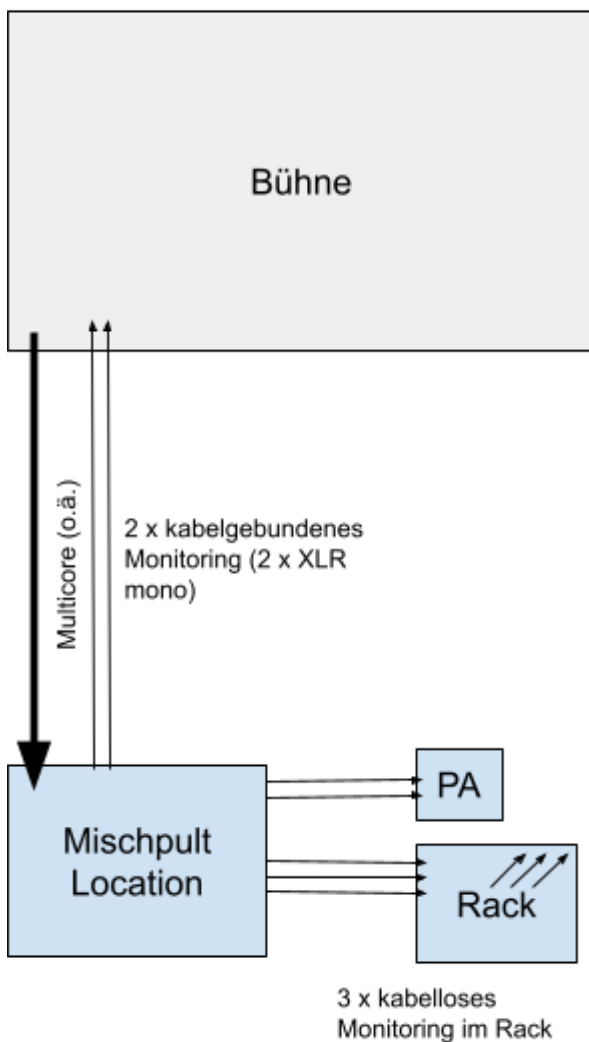 Bühne
Multicore (o.ä.)
2 x kabelgebundenes
Monitoring (2 x XLR
mono)
Mischpult
Location
PA
Rack
3 x kabelloses
Monitoring im Rack